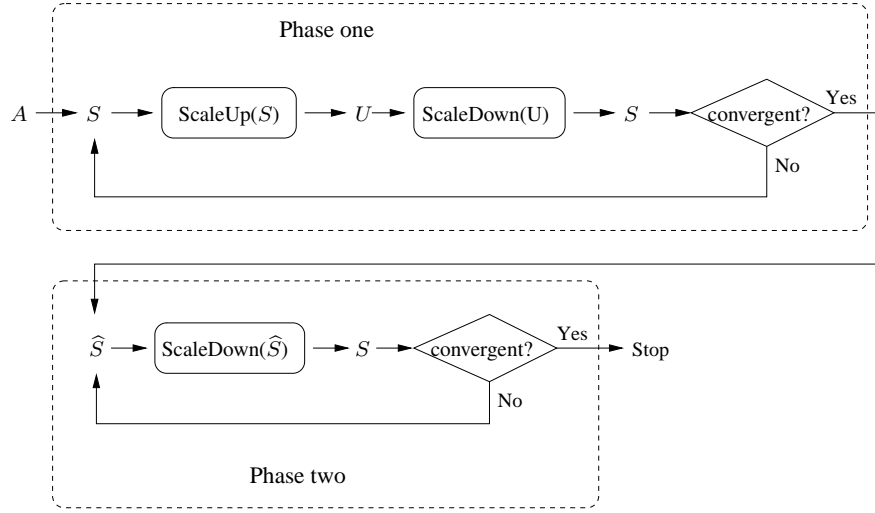 Phase one
A S ScaleUp(S) U ScaleDown(U) S convergent? Yes
No
Ŝ ScaleDown(Ŝ) S convergent? Yes Stop
No
Phase two